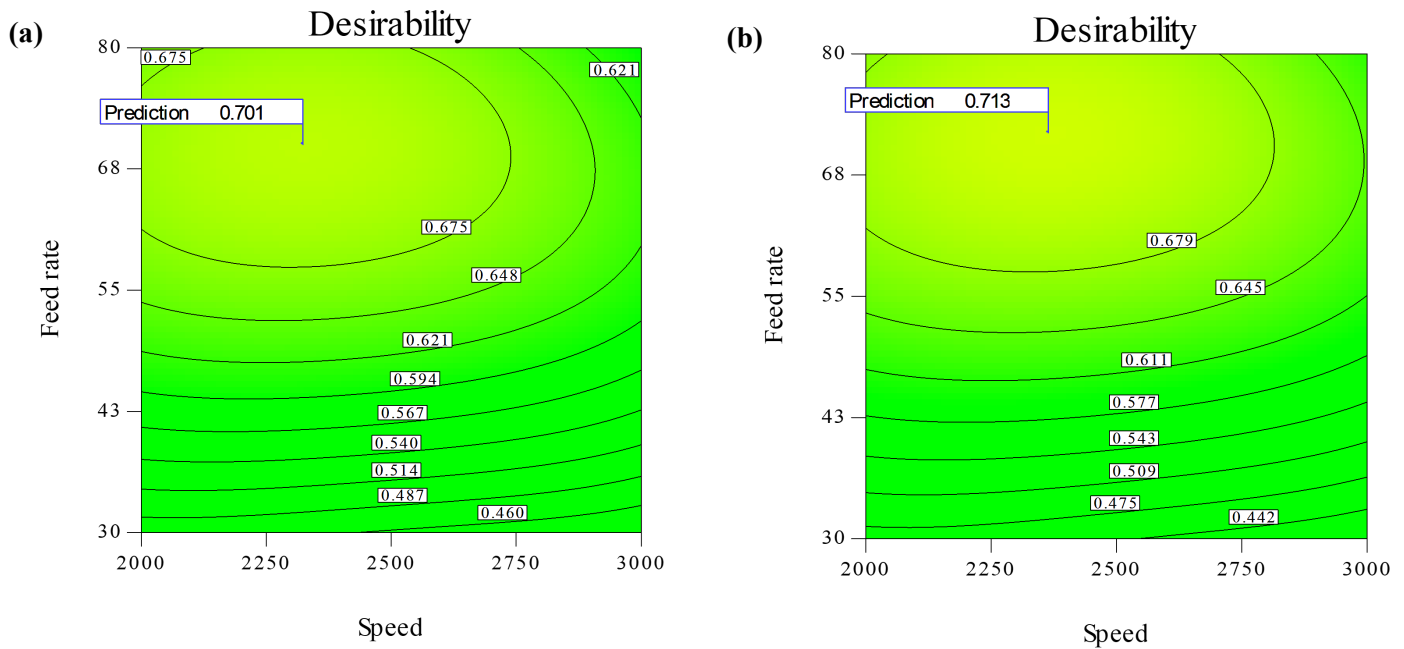 (a)
Desirability
80
68
55
43
30
Feed rate
0.675
0.621
Prediction 0.701
0.675
0.648
0.621
0.594
0.567
0.540
0.514
0.487
0.460
2000 2250 2500 2750 3000
Speed
(b)
Desirability
80
68
55
43
30
Feed rate
Prediction 0.713
0.679
0.645
0.611
0.577
0.543
0.509
0.475
0.442
2000 2250 2500 2750 3000
Speed